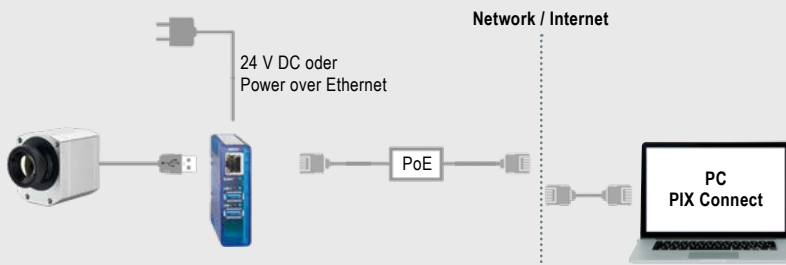 Network / Internet
24 V DC oder
Power over Ethernet
PoE
PC
PIX Connect